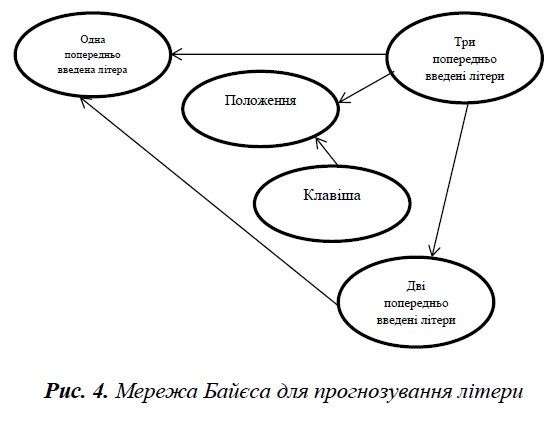 Одна
попередньо
введена літера
Три
попередньо
введені літери
Положення
Клавіша
Дві
попередньо
введені літери
Рис. 4. Мережа Байєса для прогнозування літери